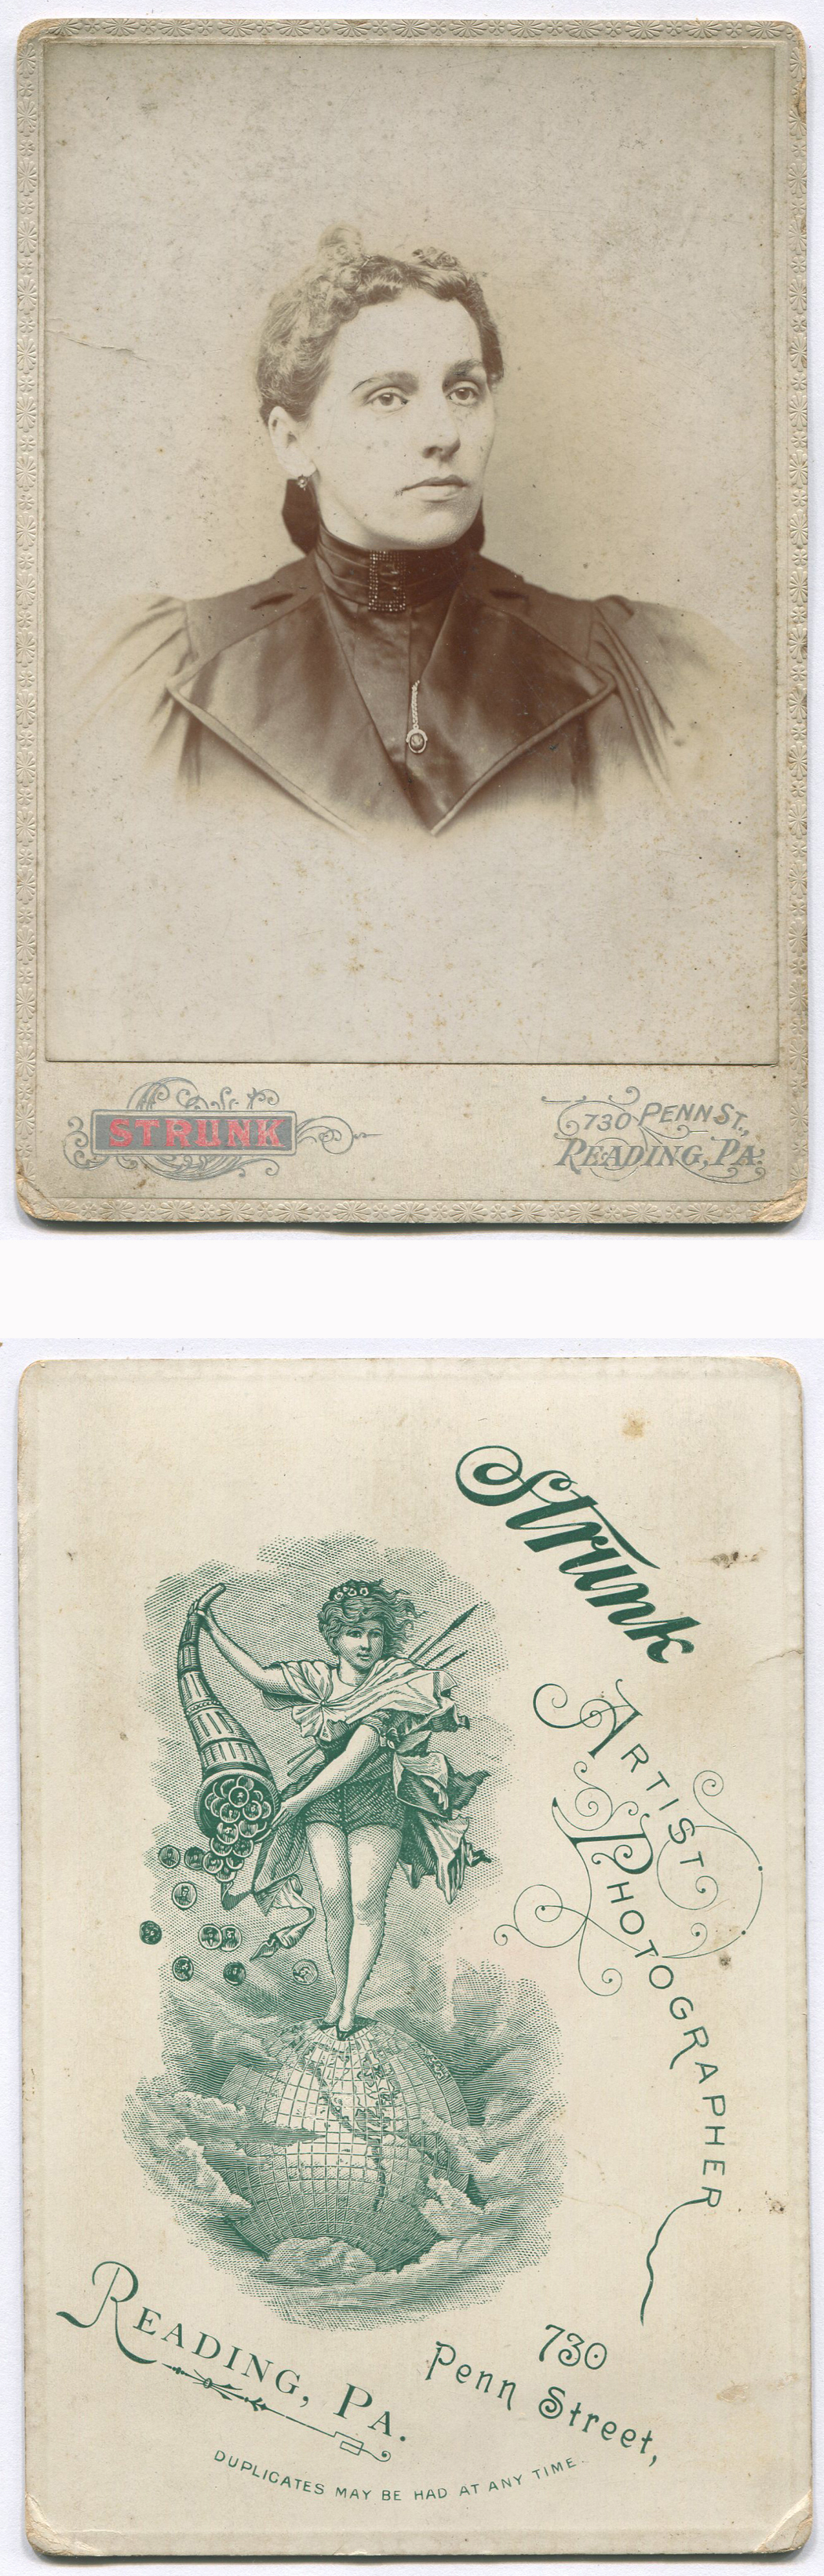 STRUNK
730 PENN ST.,
READING, PA.
Strunk
ARTIST
PHOTOGRAPHER
READING, PA.
730
Penn Street,
DUPLICATES MAY BE HAD AT ANY TIME.